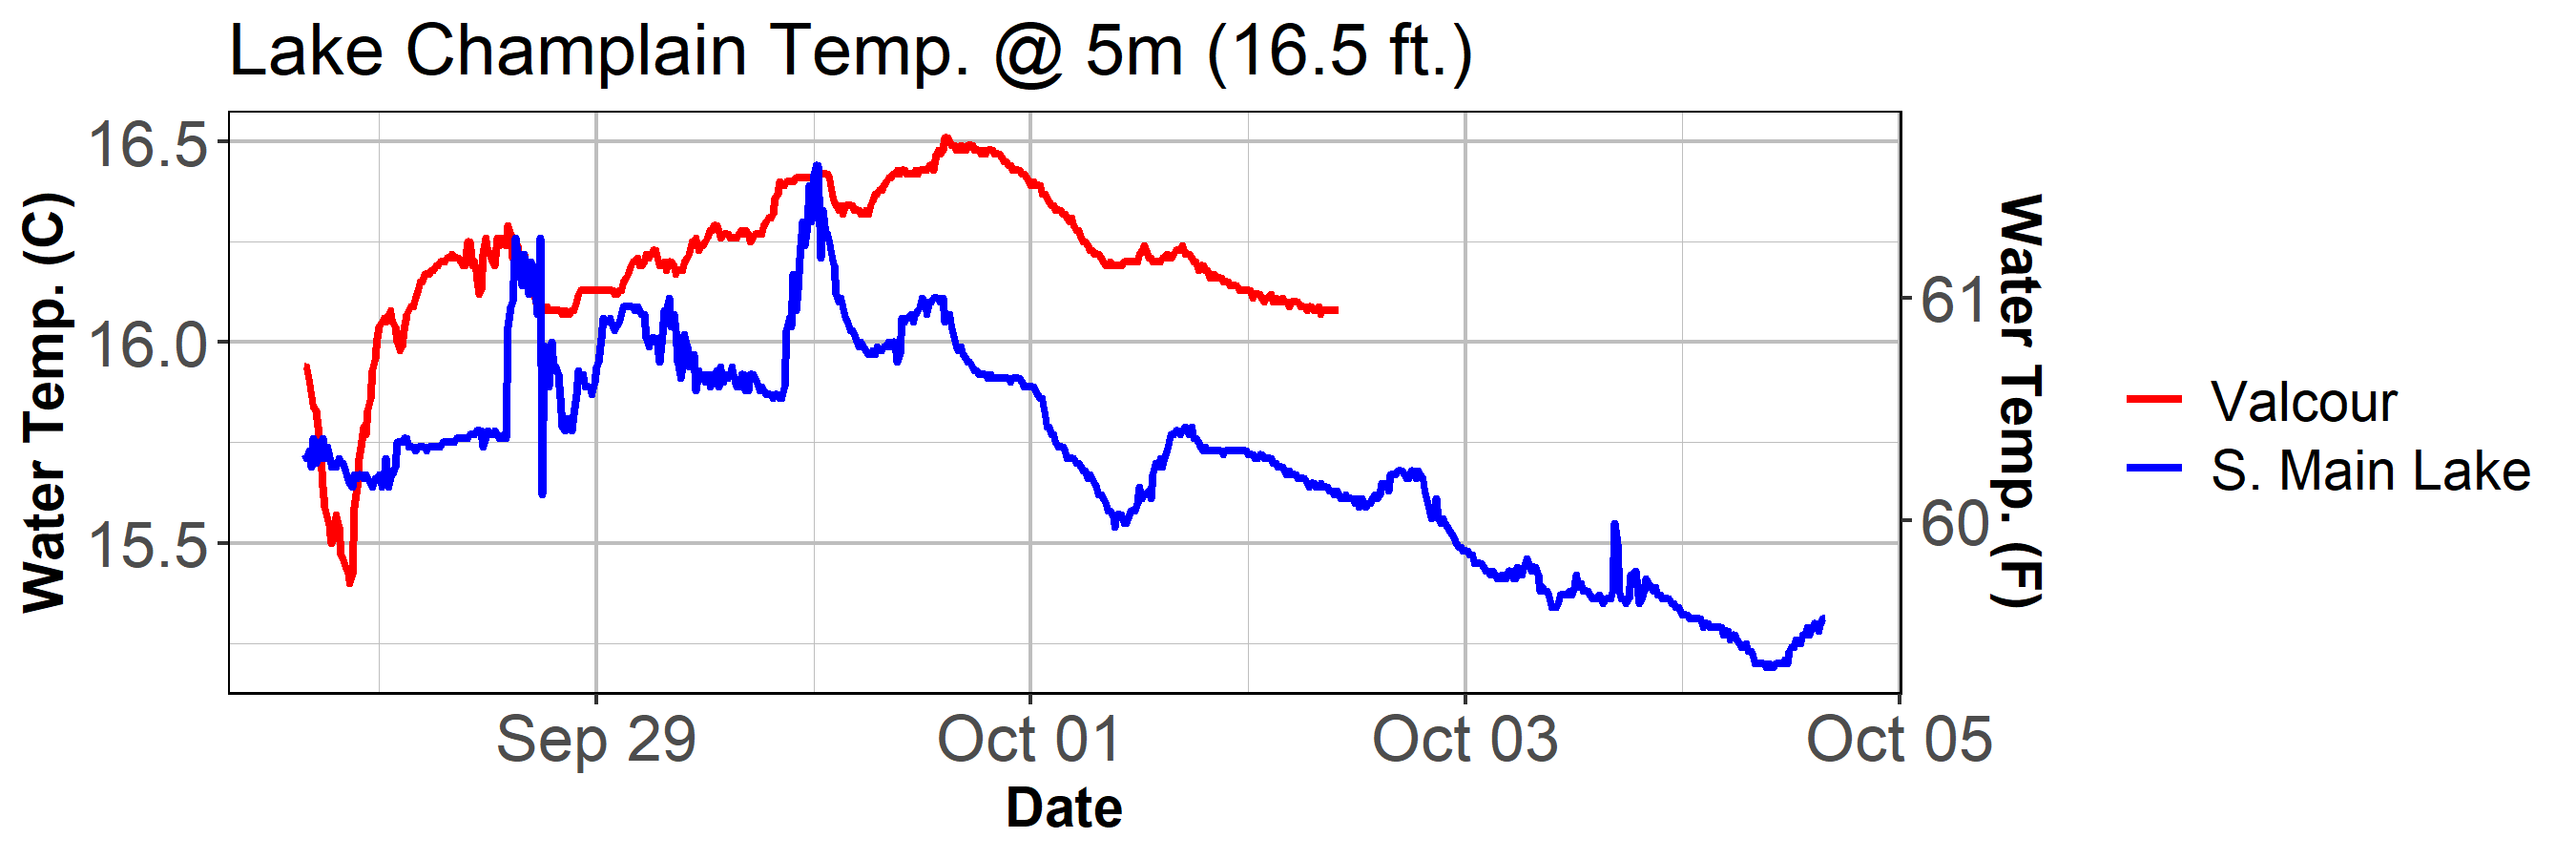 Lake Champlain Temp. @ 5m (16.5 ft.)
Water Temp. (C)
16.5
16.0
15.5
61
60
Water Temp. (F)
Sep 29
Oct 01
Oct 03
Oct 05
Date
Valcour
S. Main Lake